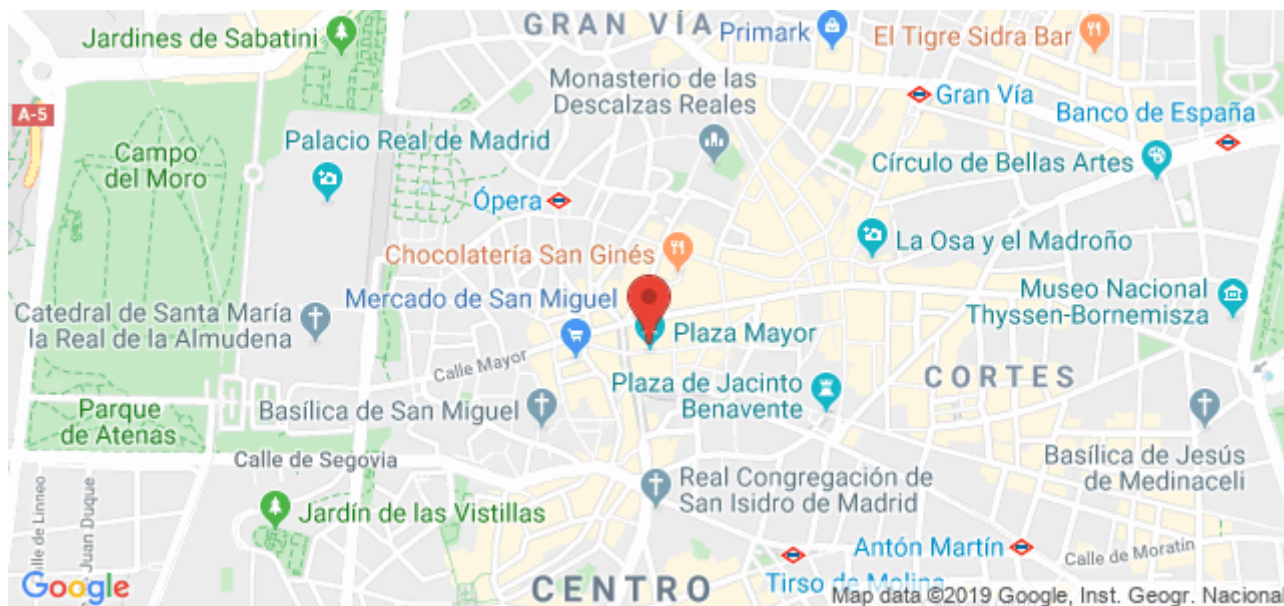 GRAN VÍA
Jardines de Sabatini
Primark
El Tigre Sidra Bar
Monasterio de las
Descalzas Reales
Gran Vía
Banco de España
A-5
Campo
del Moro
Palacio Real de Madrid
Círculo de Bellas Artes
Ópera
La Osa y el Madroño
Chocolatería San Ginés
Mercado de San Miguel
Museo Nacional
Thyssen-Bornemisza
Catedral de Santa María
la Real de la Almudena
Plaza Mayor
Calle Mayor
Plaza de Jacinto
Benavente
CORTES
Basílica de San Miguel
Parque
de Atenas
Calle de Segovia
Basílica de Jesús
de Medinaceli
Real Congregación de
San Isidro de Madrid
Jardín de las Vistillas
alle de Lineo
Juan Duque
Antón Martín
Calle de Moratín
Tirso de Molina
CENTRO
Google
Map data ©2019 Google, Inst. Geogr. Naciona